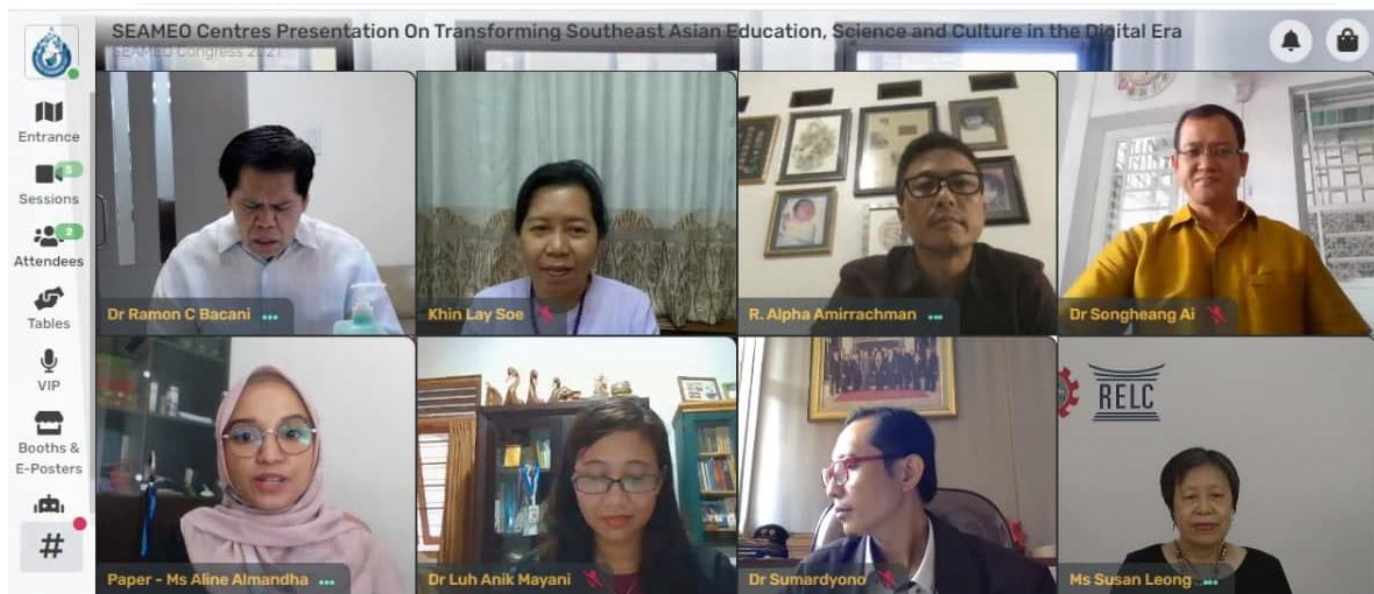 SEAMEO Centres Presentation On Transforming Southeast Asian Education, Science and Culture in the Digital Era
SEAMEO Congress 2021
Entrance
5
Sessions
2
Attendees
Tables
VIP
Booths &
E-Posters
#
Dr Ramon C Bacani
Khin Lay Soe
R. Alpha Amirrachman
Dr Songheang Ai
RELC
Paper - Ms Aline Almandha
Dr Luh Anik Mayani
Dr Sumardyono
Ms Susan Leong